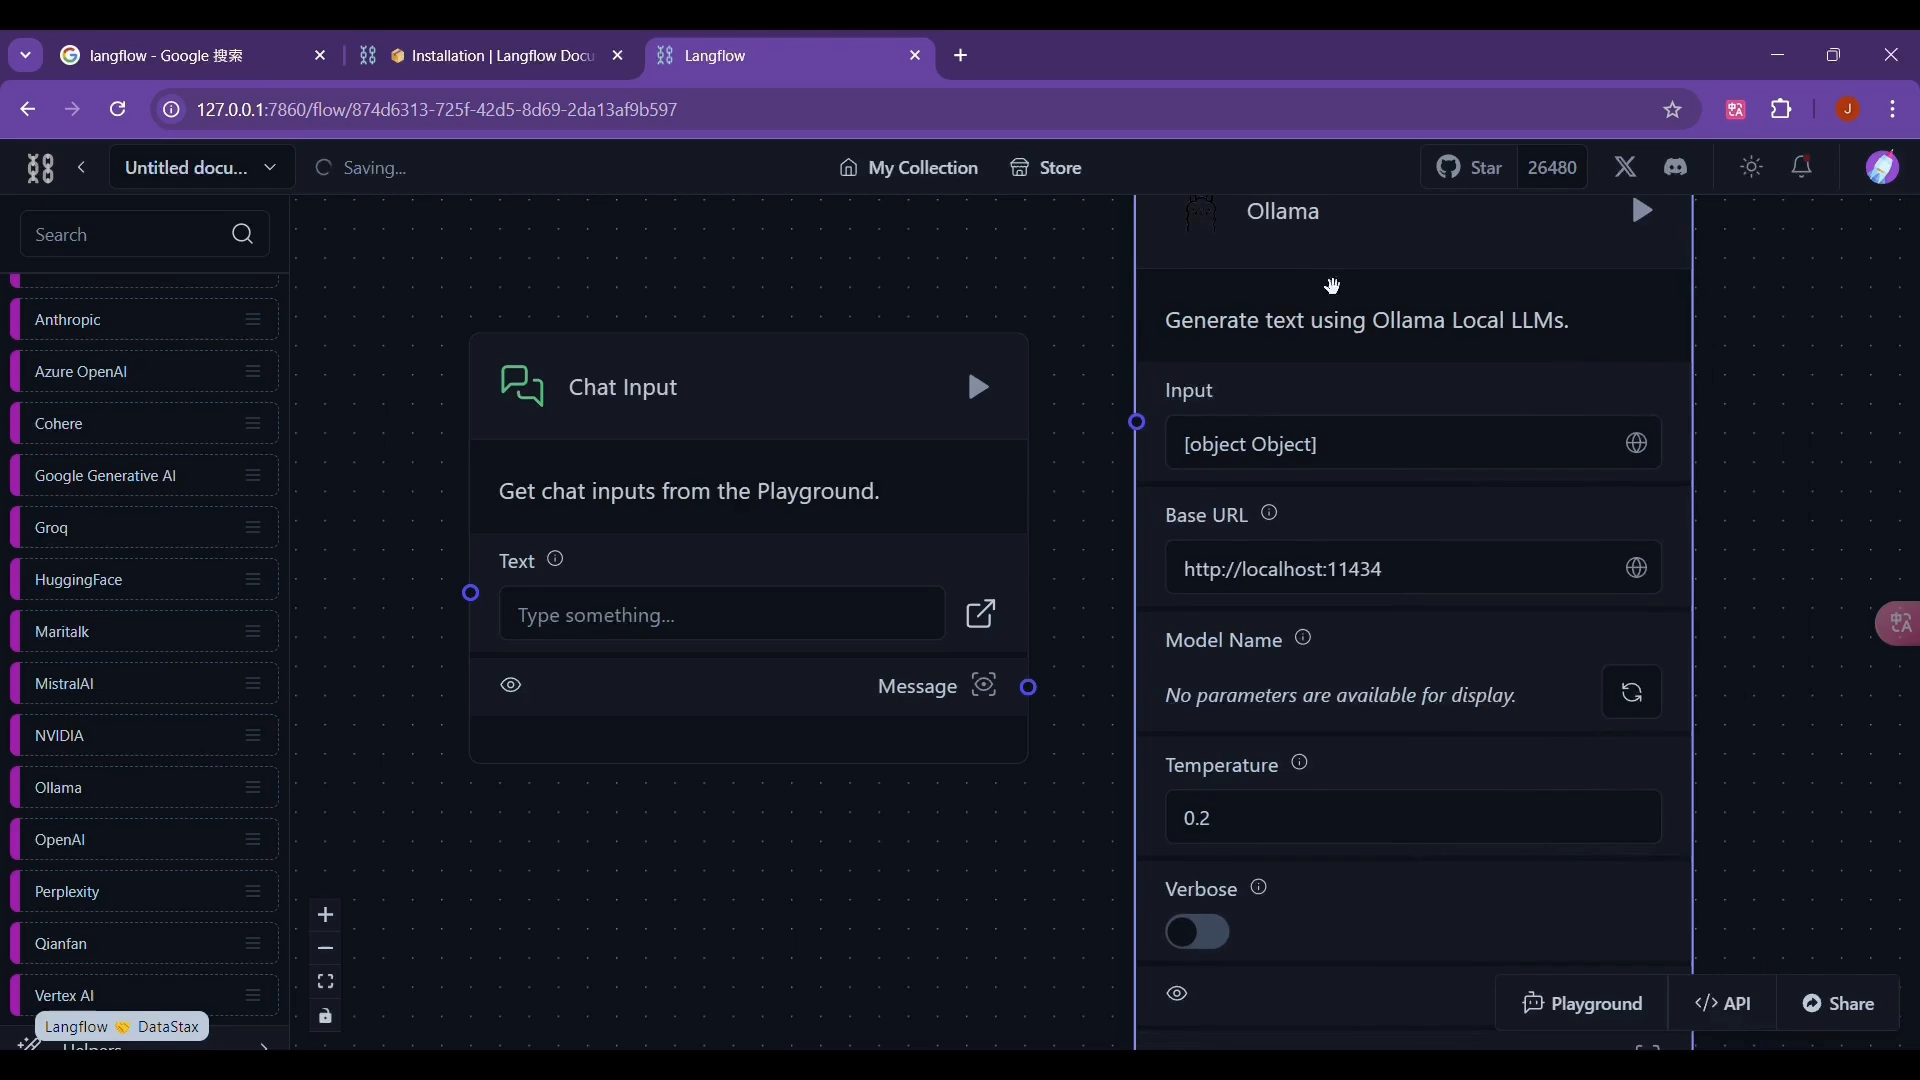 langflow - Google 搜索
Installation | Langflow Docu
Langflow
127.0.0.1:7860/flow/874d6313-725f-42d5-8d69-2da13af9b597
J
Untitled docu...
Saving...
My Collection
Store
Star
26480
Search
Anthropic
Azure OpenAI
Cohere
Google Generative AI
Groq
HuggingFace
Maritalk
MistralAI
NVIDIA
Ollama
OpenAI
Perplexity
Qianfan
Vertex AI
Langflow 🤝 DataStax
Helpers
Chat Input
Get chat inputs from the Playground.
Text
Type something...
Message
Ollama
Generate text using Ollama Local LLMs.
Input
[object Object]
Base URL
http://localhost:11434
Model Name
No parameters are available for display.
Temperature
0.2
Verbose
Playground
</> API
Share